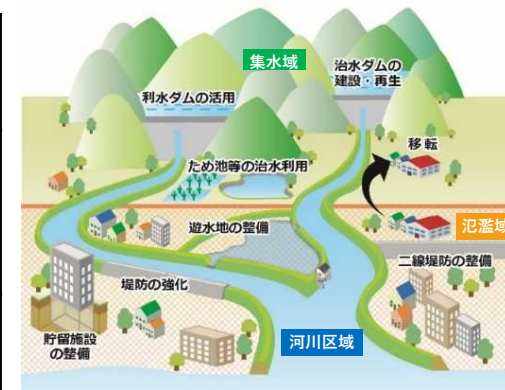 集水域
治水ダムの
建設・再生
利水ダムの活用
移転
ため池等の治水利用
氾濫域
遊水地の整備
二線堤防の整備
堤防の強化
貯留施設
の整備
河川区域